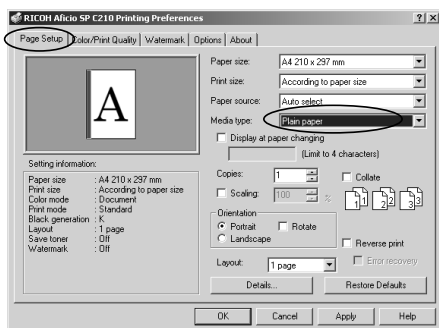 RICOH Aficio SP C210 Printing Preferences
Page Setup Color/Print Quality Watermark Options About
A
Paper size: A4 210 x 297 mm
Print size: According to paper size
Paper source: Auto select
Media type: Plain paper
Display at paper changing
(Limit to 4 characters)
Setting information:
Paper size : A4 210 x 297 mm
Print size : According to paper size
Color mode : Document
Print mode : Standard
Black generation : K
Layout : 1 page
Save toner : Off
Watermark : Off
Copies: 1 Collate
Scaling: 100 %
1 1 2 2 3 3
Orientation
Portrait Rotate
Landscape
Reverse print
Layout: 1 page Error recovery
Details... Restore Defaults
OK Cancel Apply Help